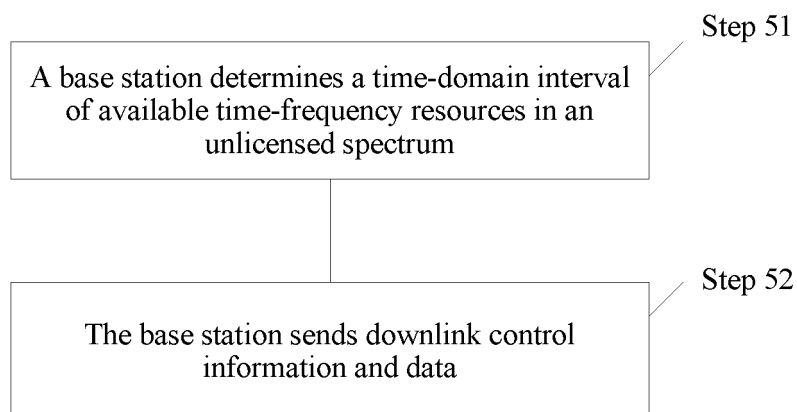 Step 51
A base station determines a time-domain interval
of available time-frequency resources in an
unlicensed spectrum
Step 52
The base station sends downlink control
information and data